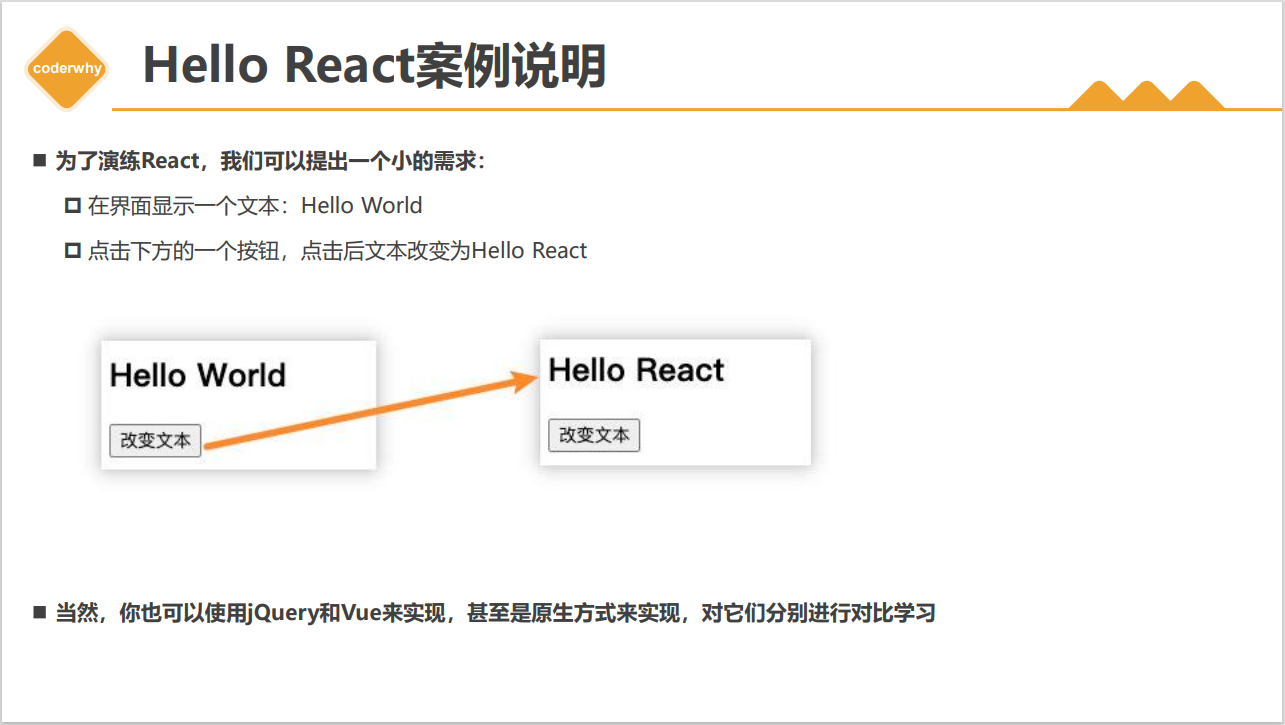 coderwhy
Hello React案例说明
为了演练React，我们可以提出一个小的需求：
在界面显示一个文本：Hello World
点击下方的一个按钮，点击后文本改变为Hello React
Hello World
改变文本
Hello React
改变文本
当然，你也可以使用jQuery和Vue来实现，甚至是原生方式来实现，对它们分别进行对比学习